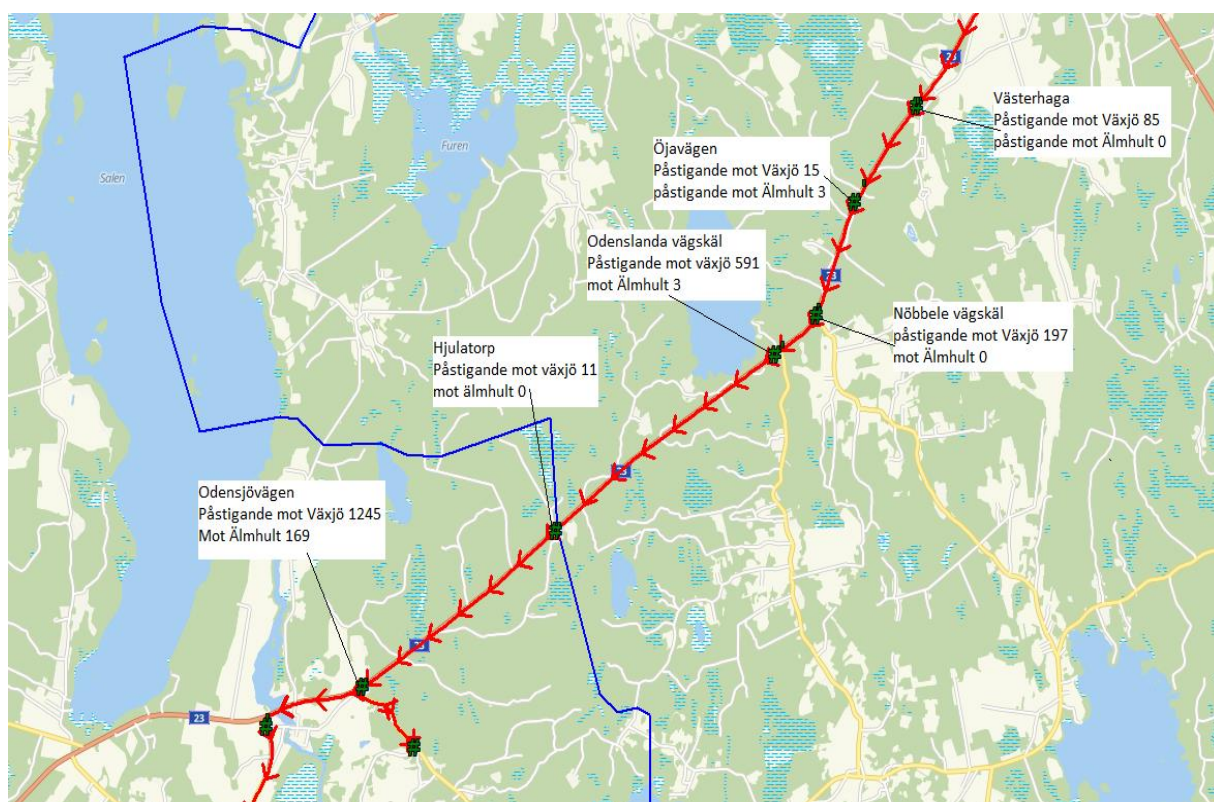 Västerhaga
Påstigande mot Växjö 85
påstigande mot Älmhult 0
Öjavägen
Påstigande mot Växjö 15
påstigande mot Älmhult 3
Furen
Salen
Odenslanda vägskäl
Påstigande mot växjö 591
mot Älmhult 3
Nöbbele vägskäl
påstigande mot Växjö 197
mot Älmhult 0
Hjulatorp
Påstigande mot växjö 11
mot älmhult 0
Odensjövägen
Påstigande mot Växjö 1245
Mot Älmhult 169
23